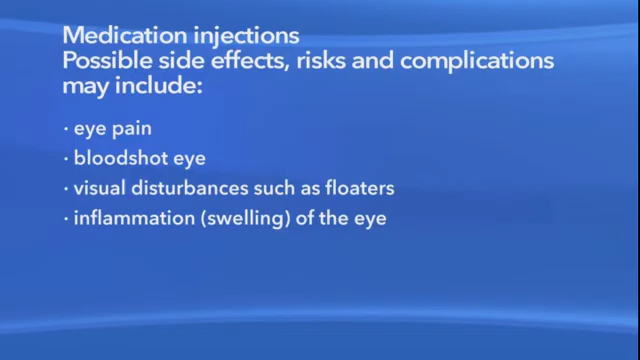 Medication injections
Possible side effects, risks and complications
may include:
· eye pain
· bloodshot eye
· visual disturbances such as floaters
· inflammation (swelling) of the eye